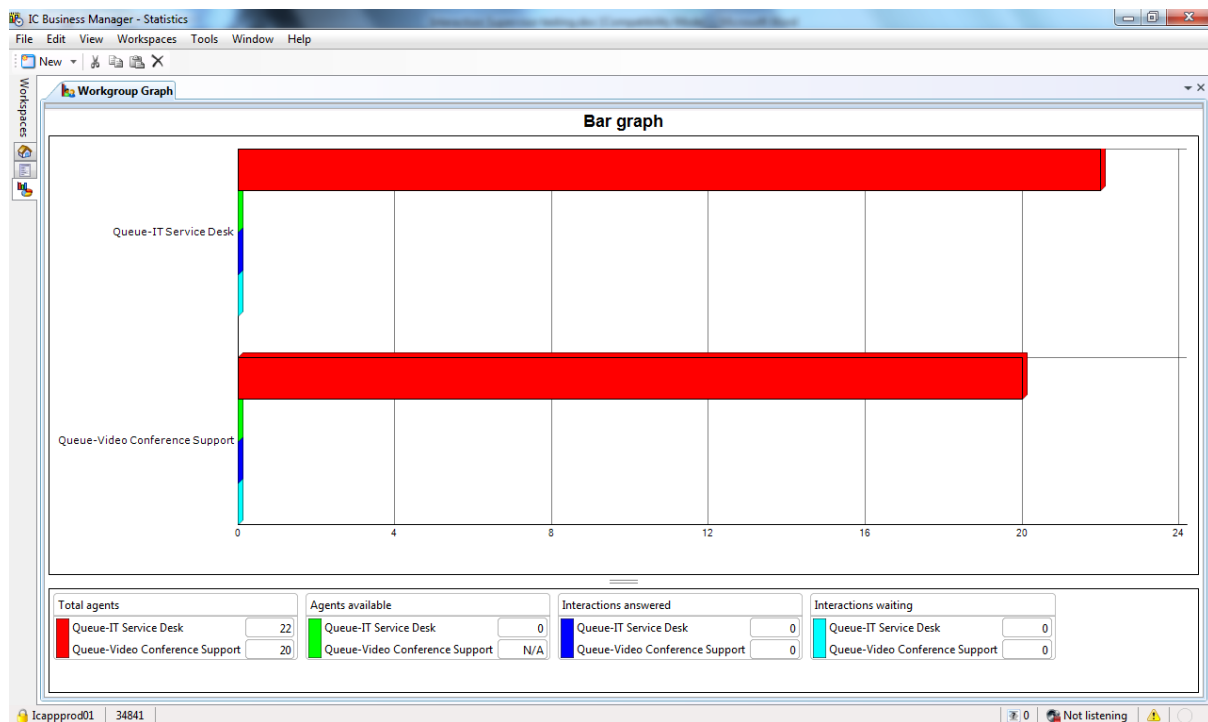 IC Business Manager - Statistics
File Edit View Workspaces Tools Window Help
New
Workspaces
Workgroup Graph
Bar graph
Queue-IT Service Desk
Queue-Video Conference Support
0 4 8 12 16 20 24
Total agents
Queue-IT Service Desk 22
Queue-Video Conference Support 20
Agents available
Queue-IT Service Desk 0
Queue-Video Conference Support N/A
Interactions answered
Queue-IT Service Desk 0
Queue-Video Conference Support 0
Interactions waiting
Queue-IT Service Desk 0
Queue-Video Conference Support 0
Icappprod01 34841 0 Not listening